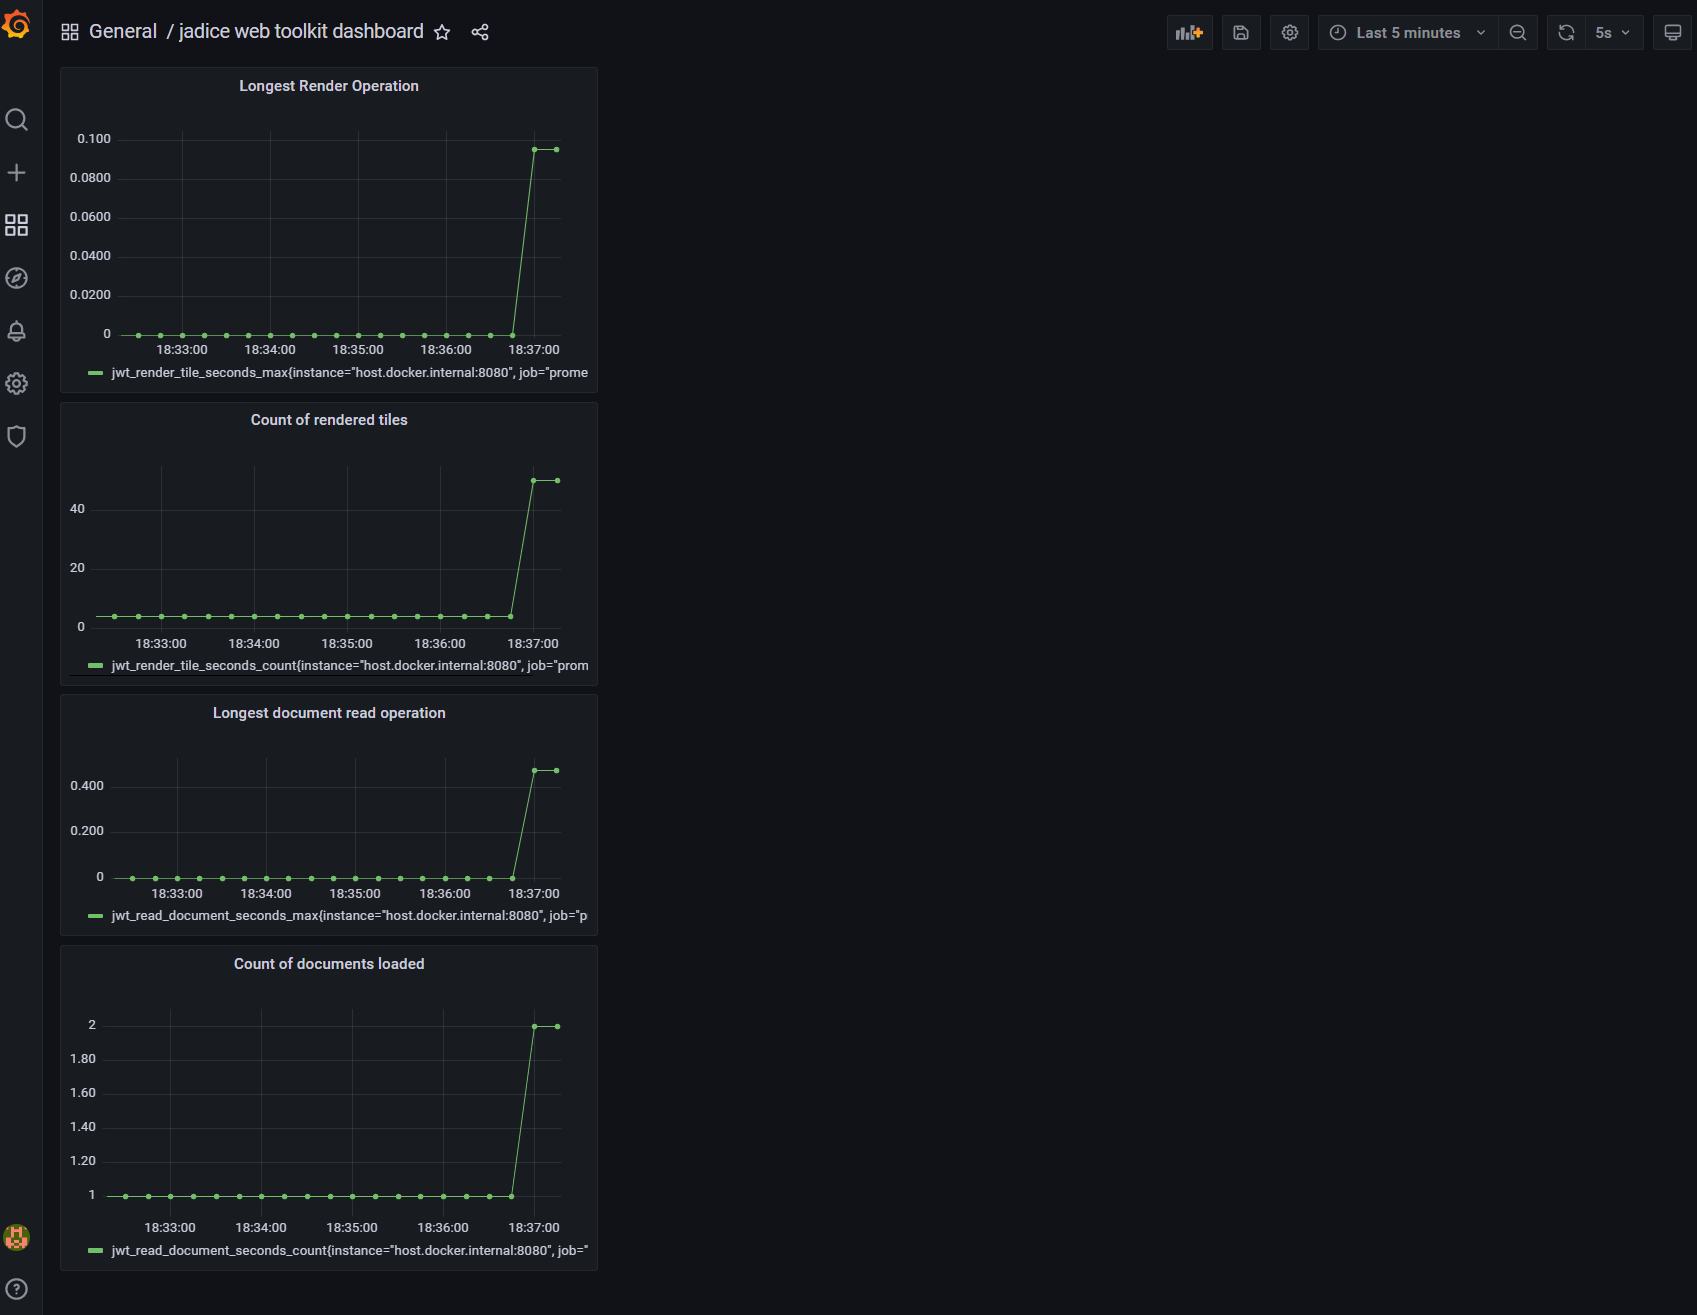 General / jadice web toolkit dashboard
Last 5 minutes
5s
Longest Render Operation
0.100
0.0800
0.0600
0.0400
0.0200
0
18:33:00 18:34:00 18:35:00 18:36:00 18:37:00
jwt_render_tile_seconds_max{instance="host.docker.internal:8080", job="prome
Count of rendered tiles
40
20
0
18:33:00 18:34:00 18:35:00 18:36:00 18:37:00
jwt_render_tile_seconds_count{instance="host.docker.internal:8080", job="prom
Longest document read operation
0.400
0.200
0
18:33:00 18:34:00 18:35:00 18:36:00 18:37:00
jwt_read_document_seconds_max{instance="host.docker.internal:8080", job="p
Count of documents loaded
2
1.80
1.60
1.40
1.20
1
18:33:00 18:34:00 18:35:00 18:36:00 18:37:00
jwt_read_document_seconds_count{instance="host.docker.internal:8080", job="